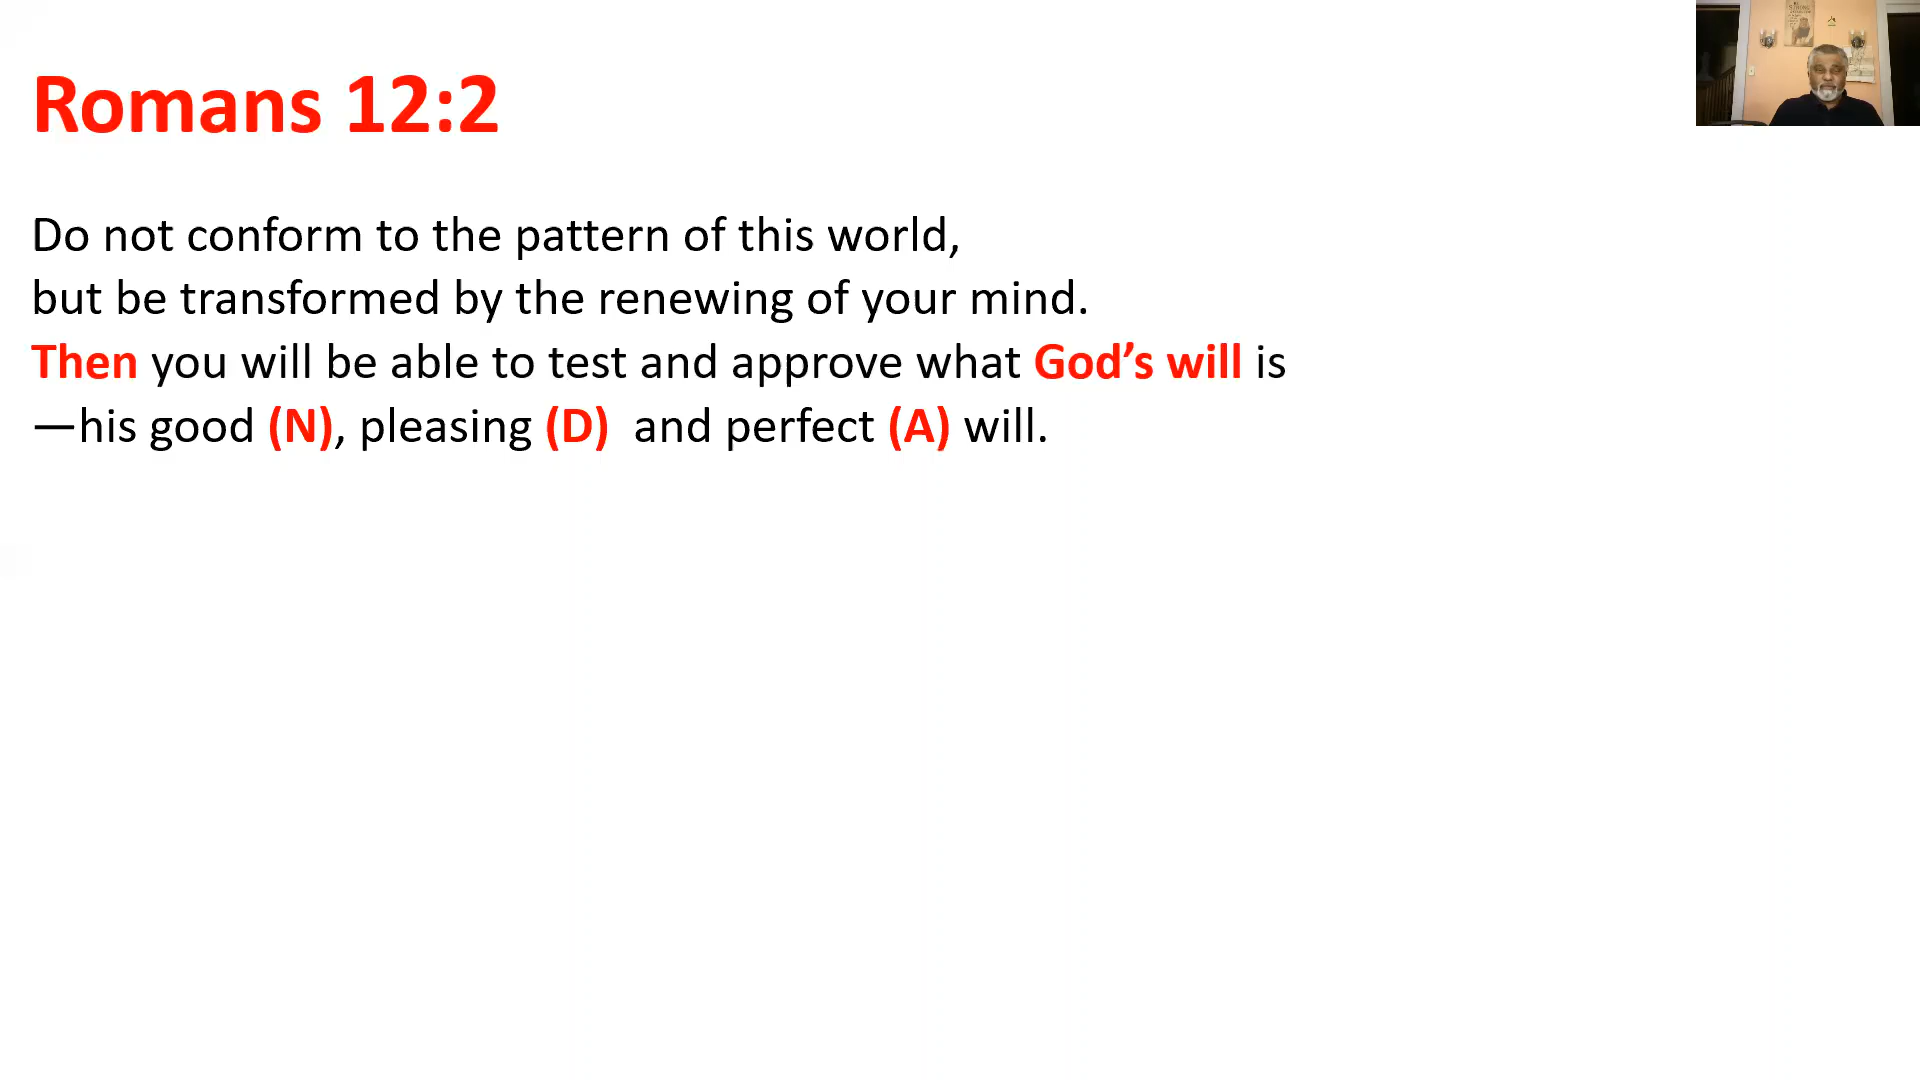 Romans 12:2
Do not conform to the pattern of this world,
but be transformed by the renewing of your mind.
Then you will be able to test and approve what God’s will is
—his good (N), pleasing (D)  and perfect (A) will.